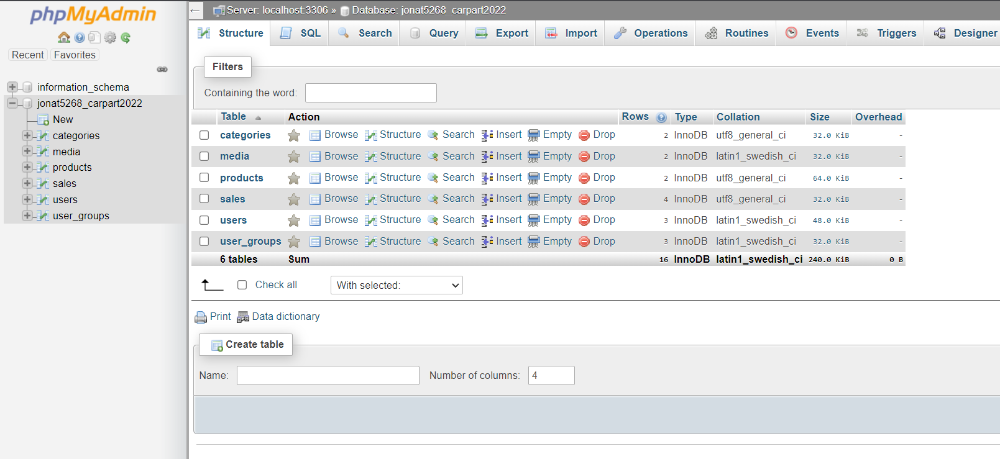 phpMyAdmin
Recent Favorites
information_schema
jonat5268_carpart2022
New
categories
media
products
sales
users
user_groups
← Server: localhost:3306 » Database: jonat5268_carpart2022
Structure SQL Search Query Export Import Operations Routines Events Triggers Designer
Filters
Containing the word:
Table Action Rows Type Collation Size Overhead
categories Browse Structure Search Insert Empty Drop 2 InnoDB utf8_general_ci 32.0 KiB -
media Browse Structure Search Insert Empty Drop 2 InnoDB latin1_swedish_ci 32.0 KiB -
products Browse Structure Search Insert Empty Drop 2 InnoDB utf8_general_ci 64.0 KiB -
sales Browse Structure Search Insert Empty Drop 4 InnoDB utf8_general_ci 32.0 KiB -
users Browse Structure Search Insert Empty Drop 3 InnoDB latin1_swedish_ci 48.0 KiB -
user_groups Browse Structure Search Insert Empty Drop 3 InnoDB latin1_swedish_ci 32.0 KiB -
6 tables Sum 16 InnoDB latin1_swedish_ci 240.0 KiB 0 B
Check all With selected:
Print Data dictionary
Create table
Name: Number of columns: 4